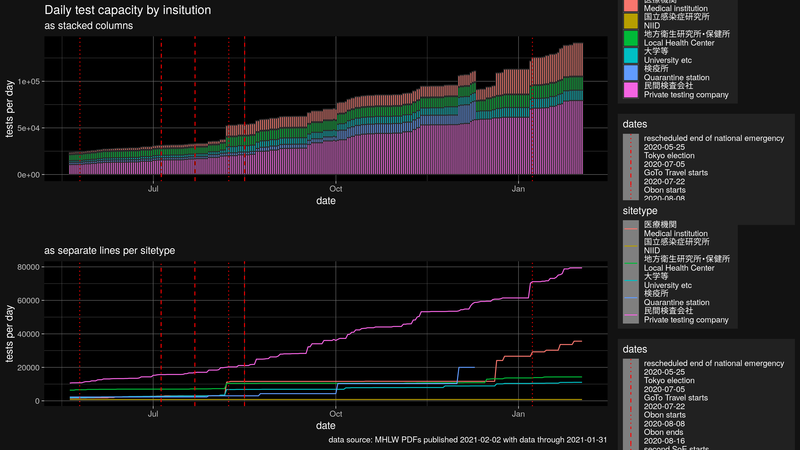 Daily test capacity by insitution
as stacked columns
tests per day
1e+05
5e+04
0e+00
Jul
Oct
Jan
date
医療機関
Medical institution
国立感染症研究所
NIID
地方衛生研究所・保健所
Local Health Center
大学等
University etc
検疫所
Quarantine station
民間検査会社
Private testing company
dates
rescheduled end of national emergency
2020-05-25
Tokyo election
2020-07-05
GoTo Travel starts
2020-07-22
Obon starts
2020-08-08
as separate lines per sitetype
tests per day
80000
60000
40000
20000
0
Jul
Oct
Jan
date
sitetype
医療機関
Medical institution
国立感染症研究所
NIID
地方衛生研究所・保健所
Local Health Center
大学等
University etc
検疫所
Quarantine station
民間検査会社
Private testing company
dates
rescheduled end of national emergency
2020-05-25
Tokyo election
2020-07-05
GoTo Travel starts
2020-07-22
Obon starts
2020-08-08
Obon ends
2020-08-16
second SoE starts
data source: MHLW PDFs published 2021-02-02 with data through 2021-01-31